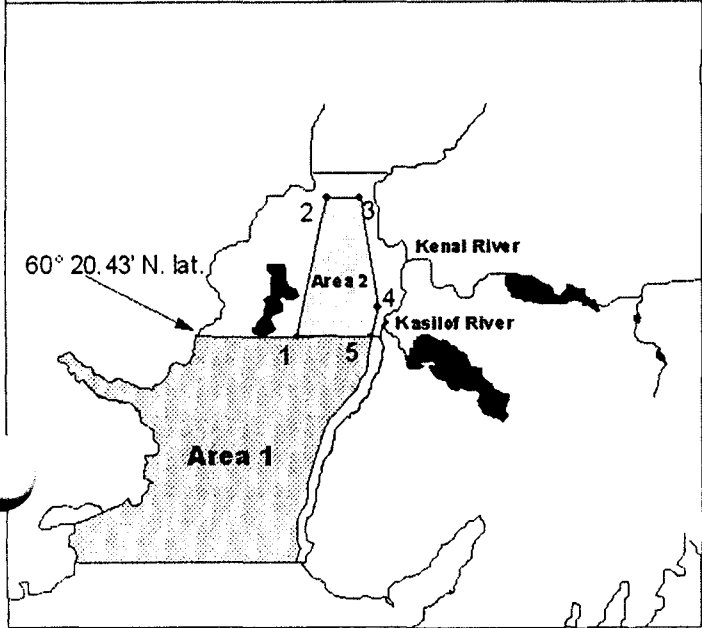 2
3
Kenai River
60° 20.43' N. lat.
Area 2
4
Kasilof River
1
5
Area 1